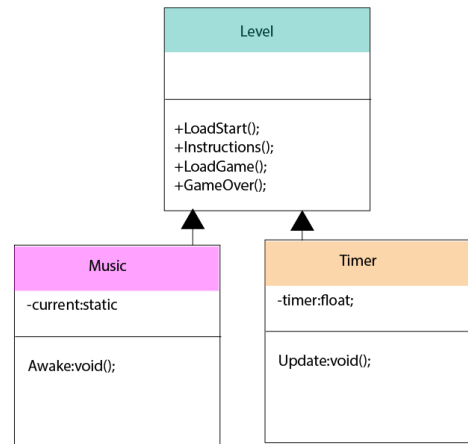 Level
+LoadStart();
+Instructions();
+LoadGame();
+GameOver();
Music
-current:static
Awake:void();
Timer
-timer:float;
Update:void();